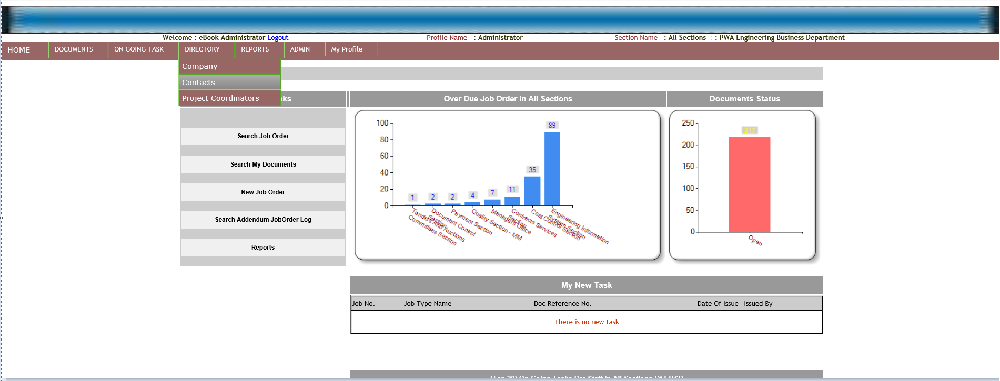 Welcome : eBook Administrator Logout Profile Name : Administrator Section Name : All Sections : : PWA Engineering Business Department
HOME DOCUMENTS ON GOING TASK DIRECTORY REPORTS ADMIN My Profile
Company
Contacts
Project Coordinators
Over Due Job Order In All Sections
Documents Status
Search Job Order
Search My Documents
New Job Order
Search Addendum JobOrder Log
Reports
100
80
60
40
20
0
1
2
2
4
7
11
35
89
Tenders And Auctions
Committees Section
Document Control
Section
Payment Section
Quality Section - MM
Managers Office
Contracts Services
Section
Cost Control Section
Engineering Information
System Section
250
200
150
100
50
0
217
Open
My New Task
Job No. Job Type Name Doc Reference No. Date Of Issue Issued By
There is no new task
(Top 20) On Going Tasks Per Staff In All Sections Of EBSD